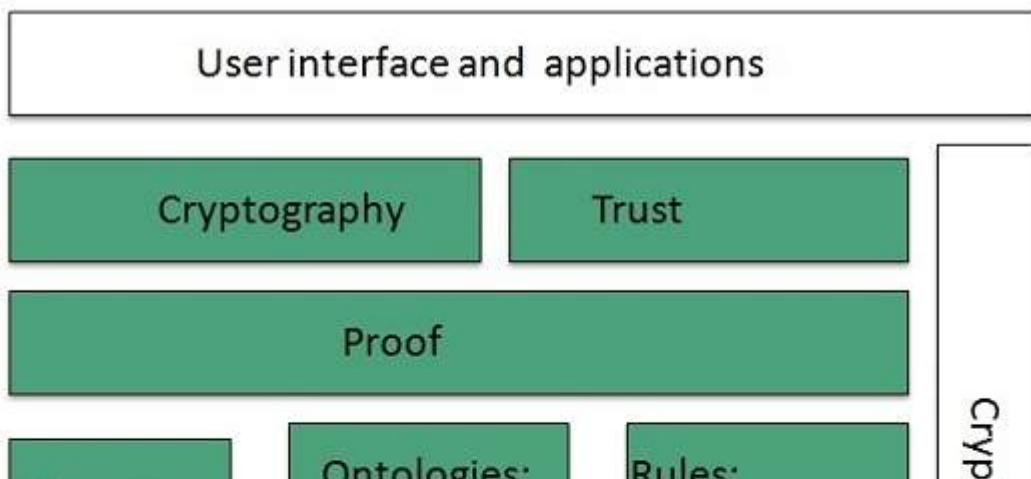 User interface and applications
Cryptography
Trust
Proof
Ontologies:
Rules:
Cryp